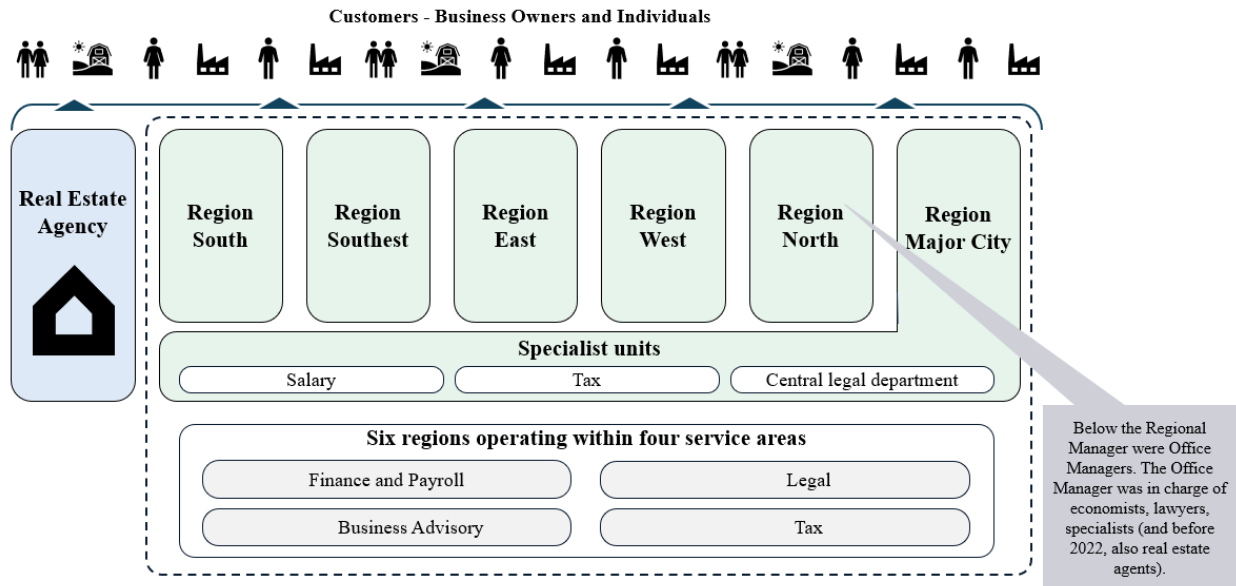 Customers - Business Owners and Individuals
Real Estate
Agency
Region
South
Region
Southest
Region
East
Region
West
Region
North
Region
Major City
Specialist units
Salary
Tax
Central legal department
Six regions operating within four service areas
Finance and Payroll
Legal
Business Advisory
Tax
Below the Regional
Manager were Office
Managers. The Office
Manager was in charge of
economists, lawyers,
specialists (and before
2022, also real estate
agents).